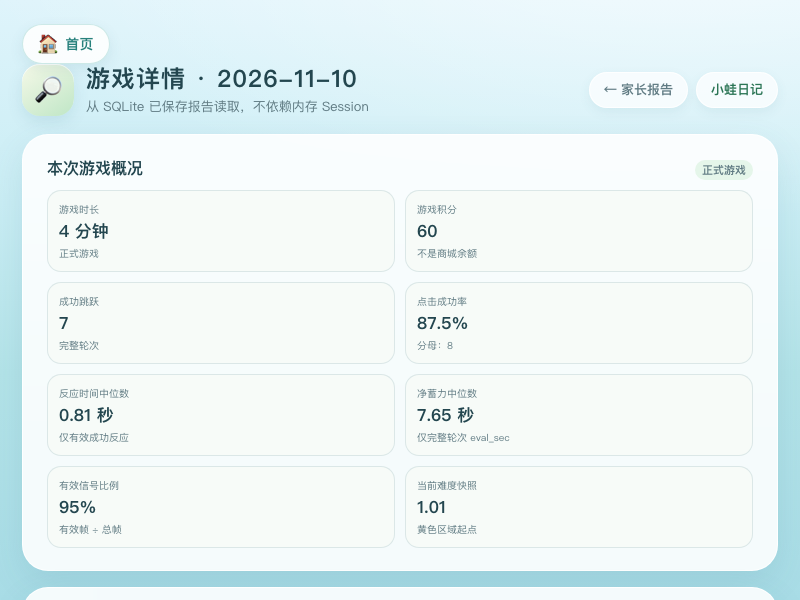 首页
游戏详情 · 2026-11-10
从 SQLite 已保存报告读取，不依赖内存 Session
← 家长报告
小蛙日记
本次游戏概况
正式游戏
游戏时长
4 分钟
正式游戏
游戏积分
60
不是商城余额
成功跳跃
7
完整轮次
点击成功率
87.5%
分母：8
反应时间中位数
0.81 秒
仅有效成功反应
净蓄力中位数
7.65 秒
仅完整轮次 eval_sec
有效信号比例
95%
有效帧 ÷ 总帧
当前难度快照
1.01
黄色区域起点